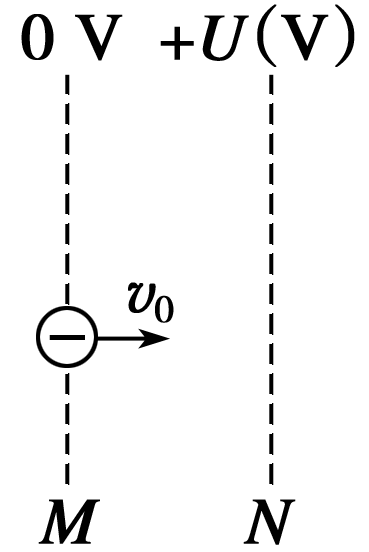 0 V +U(V)
−
v₀
M N